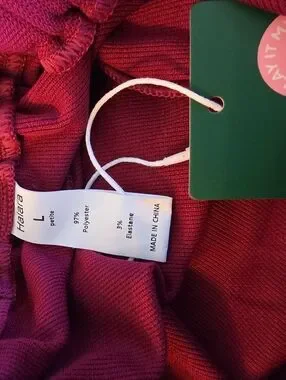 Halara
L
petite
97%
Polyester
3%
Elastane
MADE IN CHINA